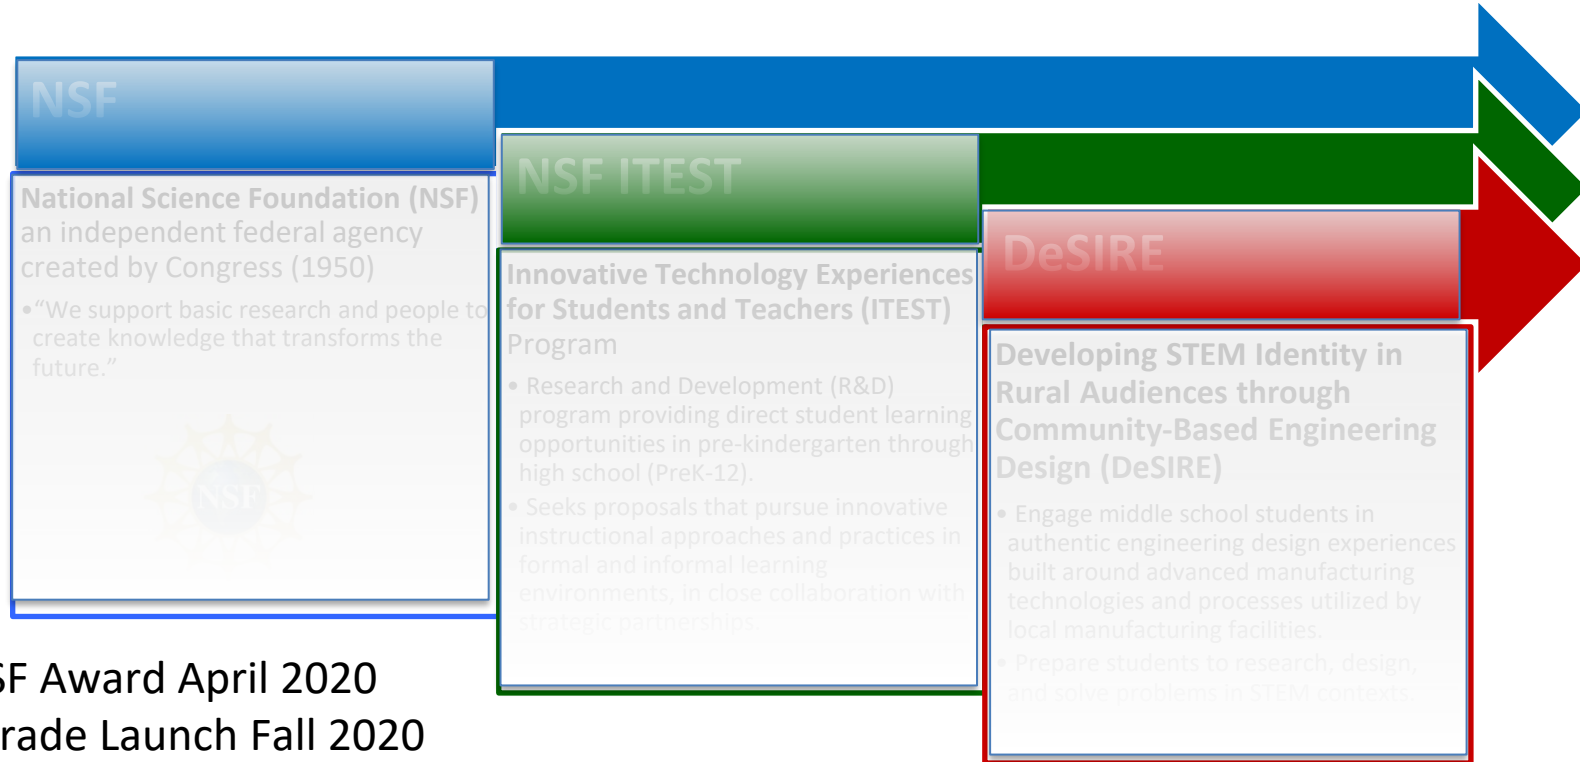 NSF
National Science Foundation (NSF)
an independent federal agency
created by Congress (1950)
•“We support basic research and people to
create knowledge that transforms the
future.”
NSF
NSF ITEST
Innovative Technology Experiences
for Students and Teachers (ITEST)
Program
• Research and Development (R&D)
program providing direct student learning
opportunities in pre-kindergarten through
high school (PreK-12).
• Seeks proposals that pursue innovative
instructional approaches and practices in
formal and informal learning
environments, in close collaboration with
strategic partnerships.
DeSIRE
Developing STEM Identity in
Rural Audiences through
Community-Based Engineering
Design (DeSIRE)
• Engage middle school students in
authentic engineering design experiences
built around advanced manufacturing
technologies and processes utilized by
local manufacturing facilities.
• Prepare students to research, design,
and solve problems in STEM contexts.
SF Award April 2020
rade Launch Fall 2020